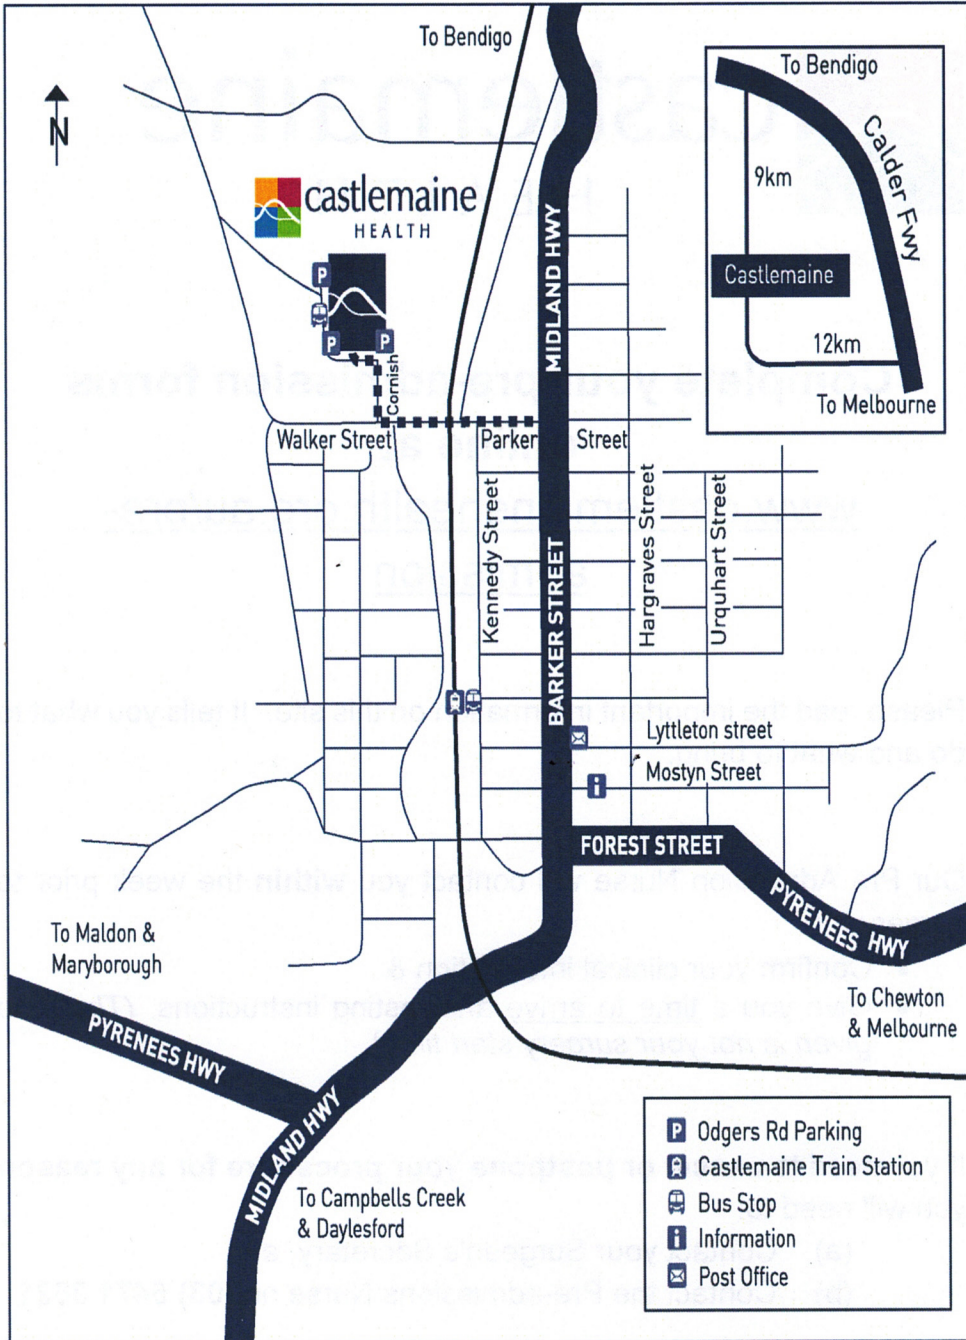 To Bendigo
N
castlemaine
HEALTH
P
P
P
MIDLAND HWY
To Bendigo
Calder Fwy
9km
Castlemaine
12km
To Melbourne
Cornish
Walker Street
Parker Street
Kennedy Street
BARKER STREET
Hargraves Street
Urquhart Street
Lyttleton street
Mostyn Street
i
FOREST STREET
PYRENEES HWY
To Maldon &
Maryborough
To Chewton
& Melbourne
PYRENEES HWY
MIDLAND HWY
To Campbells Creek
& Daylesford
P Odgers Rd Parking
Castlemaine Train Station
Bus Stop
i Information
Post Office